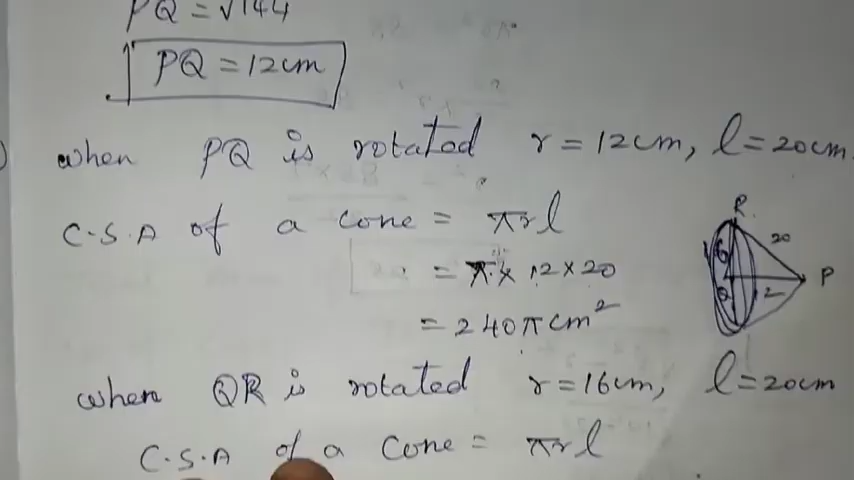 PQ = √144
PQ = 12cm
when PQ is rotated r = 12cm, l = 20cm.
C.S.A of a cone = πrl
= π × 12 × 20
= 240π cm²
R.
20
P
when QR is rotated r = 16cm, l = 20cm
C.S.A of a cone = πrl